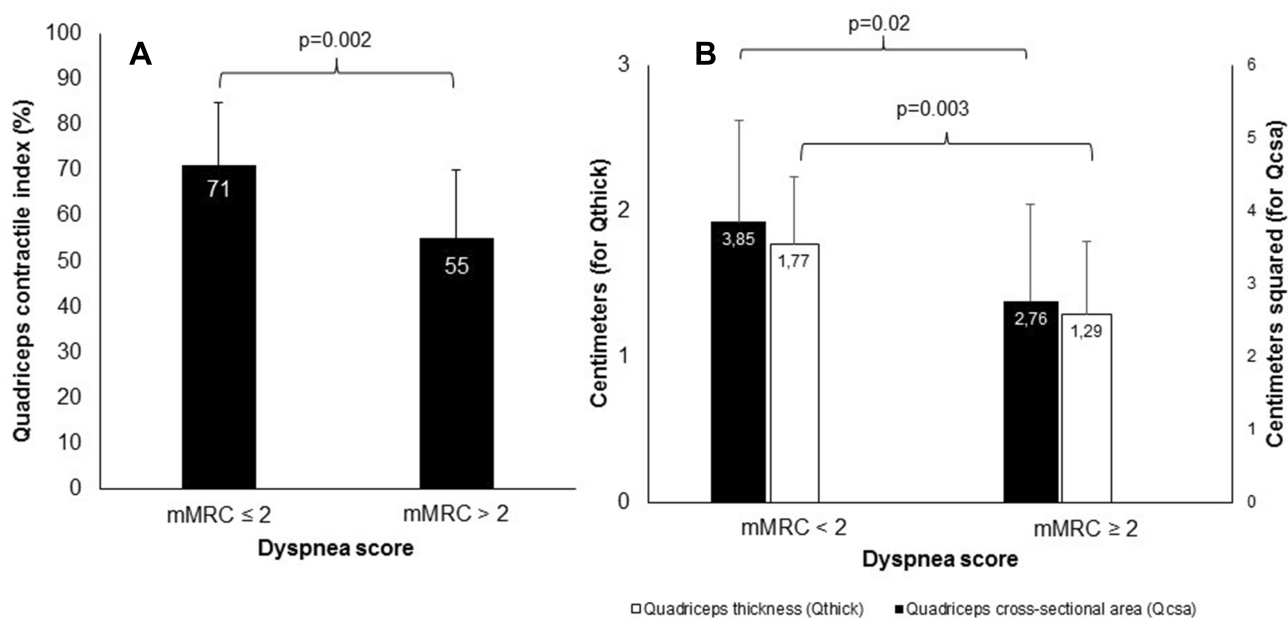 A
p=0.002
Quadriceps contractile index (%)
100
90
80
70
60
50
40
30
20
10
0
71
55
mMRC ≤ 2
mMRC > 2
Dyspnea score
B
p=0.02
p=0.003
Centimeters (for Qthick)
3
2
1
0
3,85
1,77
2,76
1,29
6
5
4
3
2
1
0
Centimeters squared (for Qcsa)
mMRC < 2
mMRC ≥ 2
Dyspnea score
Quadriceps thickness (Qthick)
Quadriceps cross-sectional area (Qcsa)